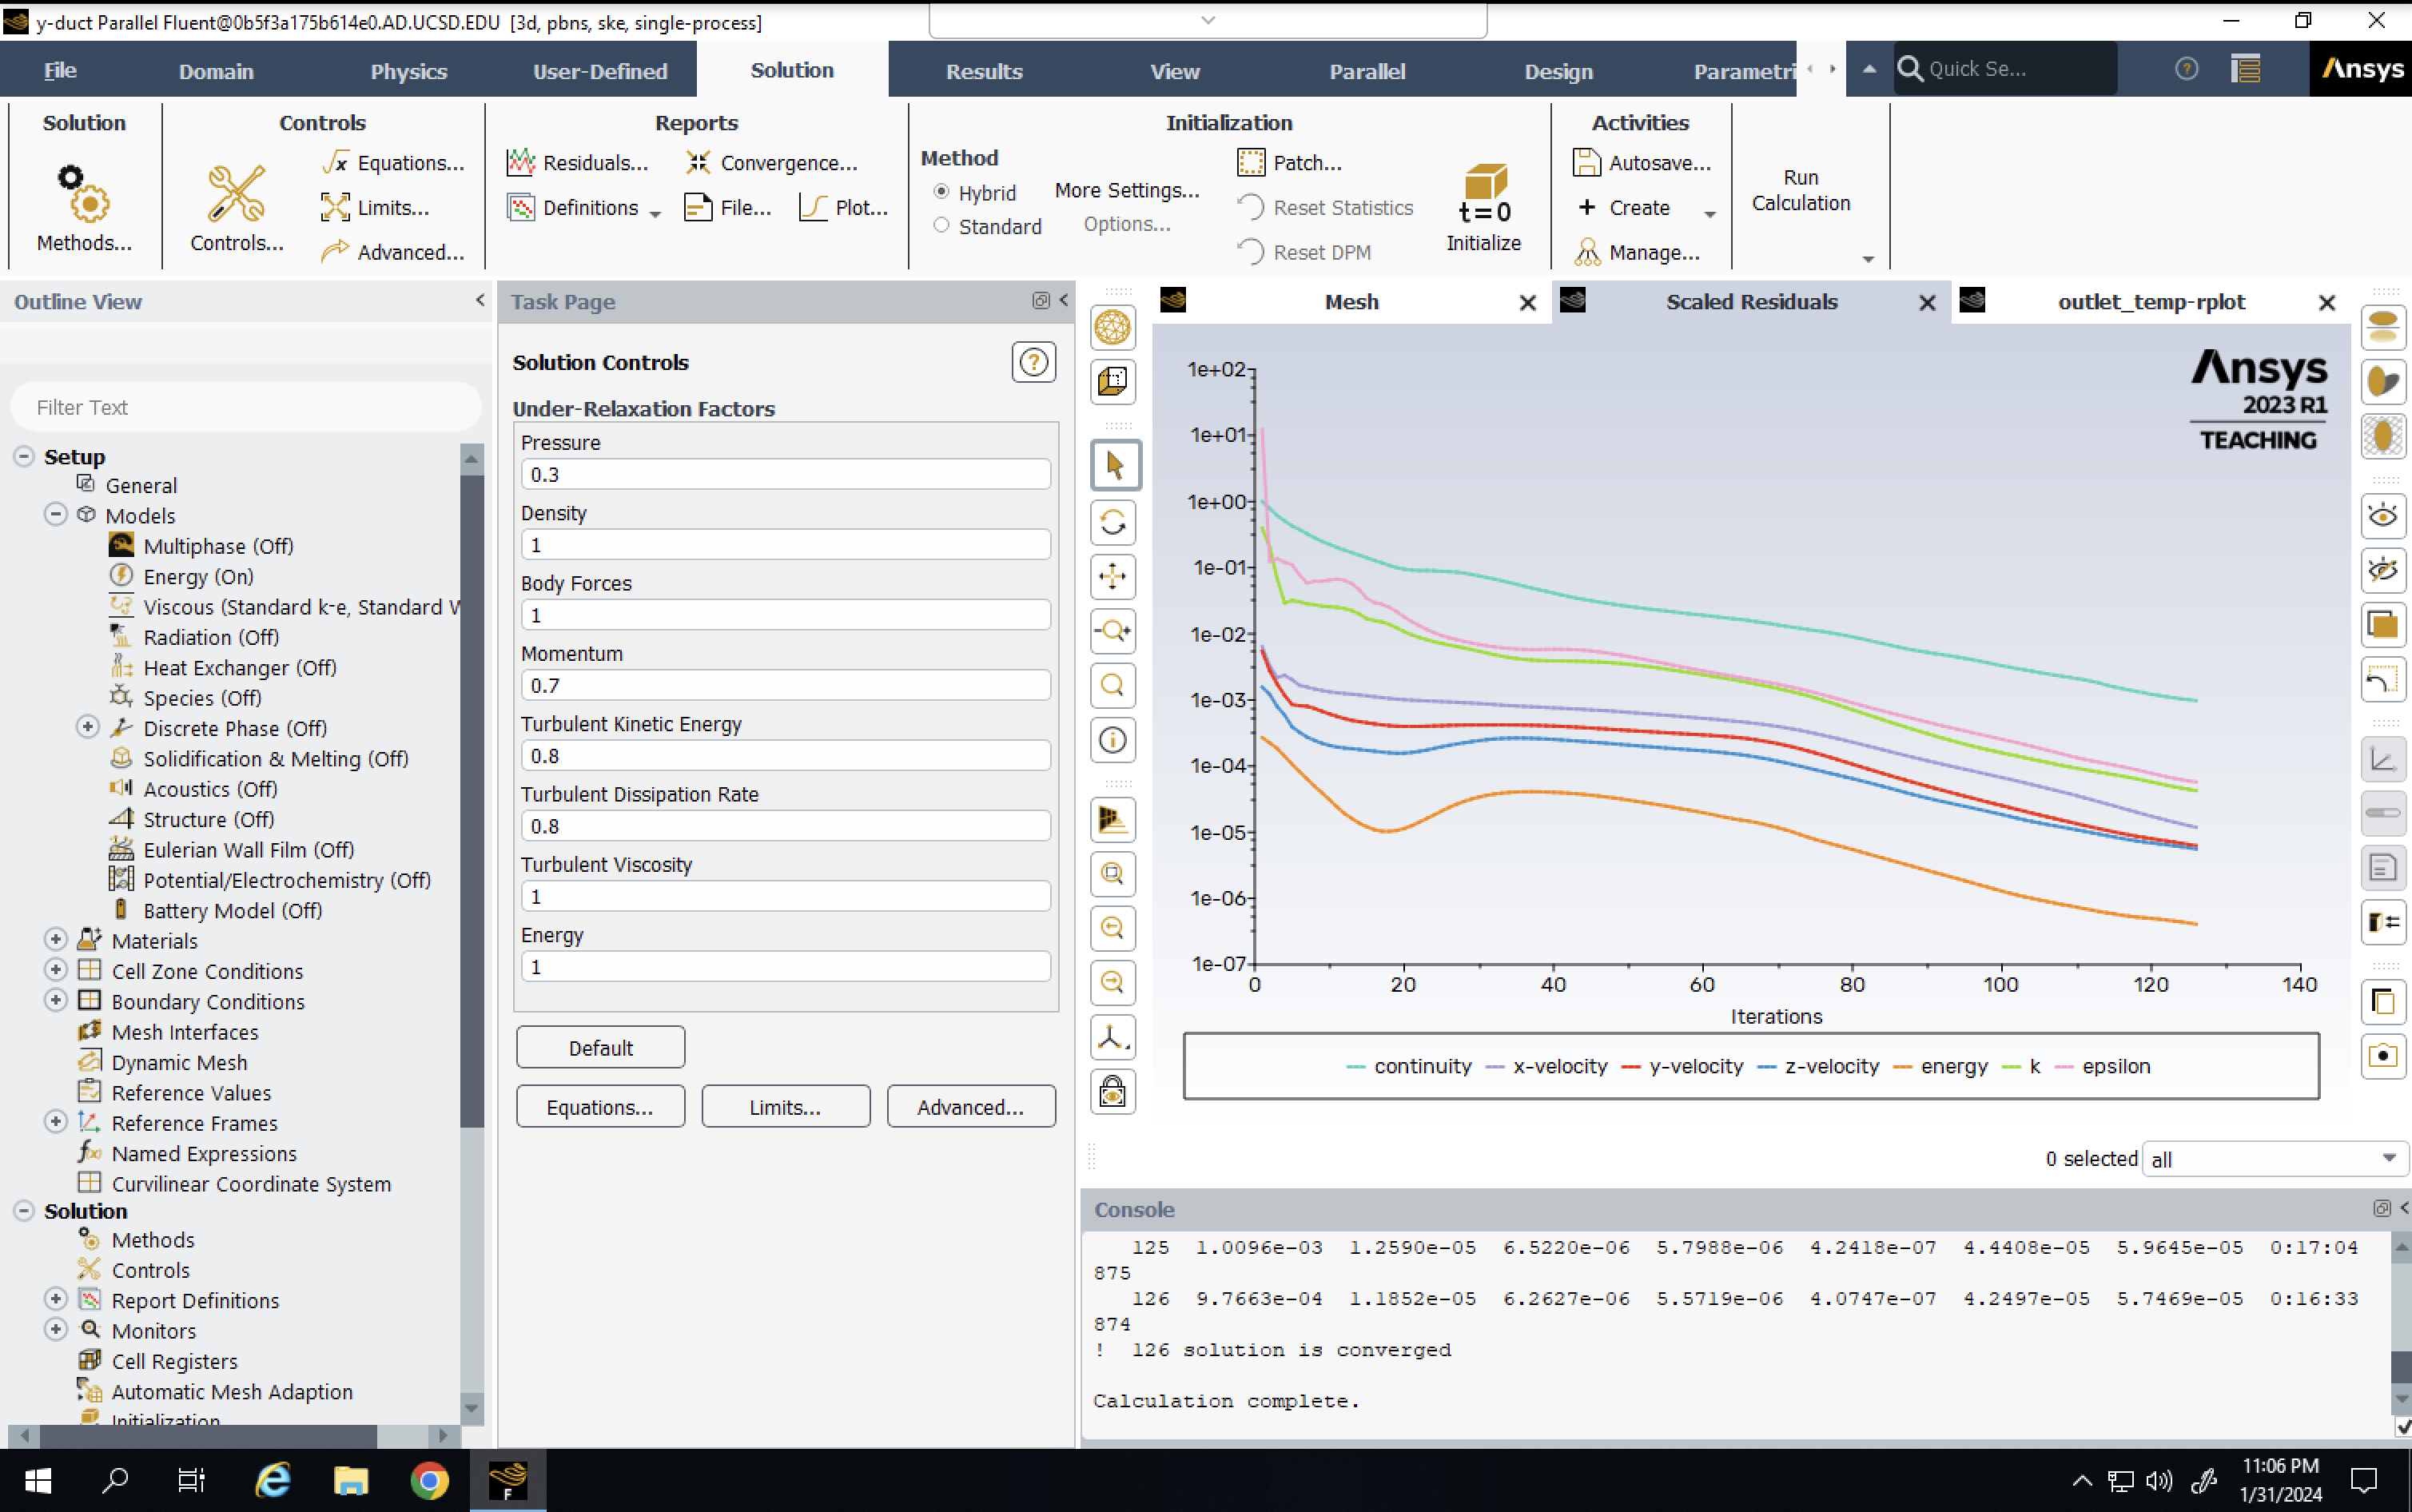 y-duct Parallel Fluent@0b5f3a175b614e0.AD.UCSD.EDU [3d, pbns, ske, single-process]
File Domain Physics User-Defined Solution Results View Parallel Design Parametri Quick Se... Ansys
Solution
Methods...
Controls
Controls...
Equations...
Limits...
Advanced...
Reports
Residuals... Convergence...
Definitions File... Plot...
Initialization
Method
Hybrid
Standard
More Settings...
Options...
Patch...
Reset Statistics
Reset DPM
t=0
Initialize
Activities
Autosave...
Create
Manage...
Run
Calculation
Outline View
Filter Text
Setup
General
Models
Multiphase (Off)
Energy (On)
Viscous (Standard k-e, Standard W
Radiation (Off)
Heat Exchanger (Off)
Species (Off)
Discrete Phase (Off)
Solidification & Melting (Off)
Acoustics (Off)
Structure (Off)
Eulerian Wall Film (Off)
Potential/Electrochemistry (Off)
Battery Model (Off)
Materials
Cell Zone Conditions
Boundary Conditions
Mesh Interfaces
Dynamic Mesh
Reference Values
Reference Frames
Named Expressions
Curvilinear Coordinate System
Solution
Methods
Controls
Report Definitions
Monitors
Cell Registers
Automatic Mesh Adaption
Initialization
Task Page
Solution Controls
Under-Relaxation Factors
Pressure
0.3
Density
1
Body Forces
1
Momentum
0.7
Turbulent Kinetic Energy
0.8
Turbulent Dissipation Rate
0.8
Turbulent Viscosity
1
Energy
1
Default
Equations... Limits... Advanced...
Mesh Scaled Residuals outlet_temp-rplot
Ansys
2023 R1
TEACHING
1e+02
1e+01
1e+00
1e-01
1e-02
1e-03
1e-04
1e-05
1e-06
1e-07
0 20 40 60 80 100 120 140
Iterations
continuity x-velocity y-velocity z-velocity energy k epsilon
0 selected all
Console
125 1.0096e-03 1.2590e-05 6.5220e-06 5.7988e-06 4.2418e-07 4.4408e-05 5.9645e-05 0:17:04
875
126 9.7663e-04 1.1852e-05 6.2627e-06 5.5719e-06 4.0747e-07 4.2497e-05 5.7469e-05 0:16:33
874
! 126 solution is converged
Calculation complete.
F
11:06 PM
1/31/2024